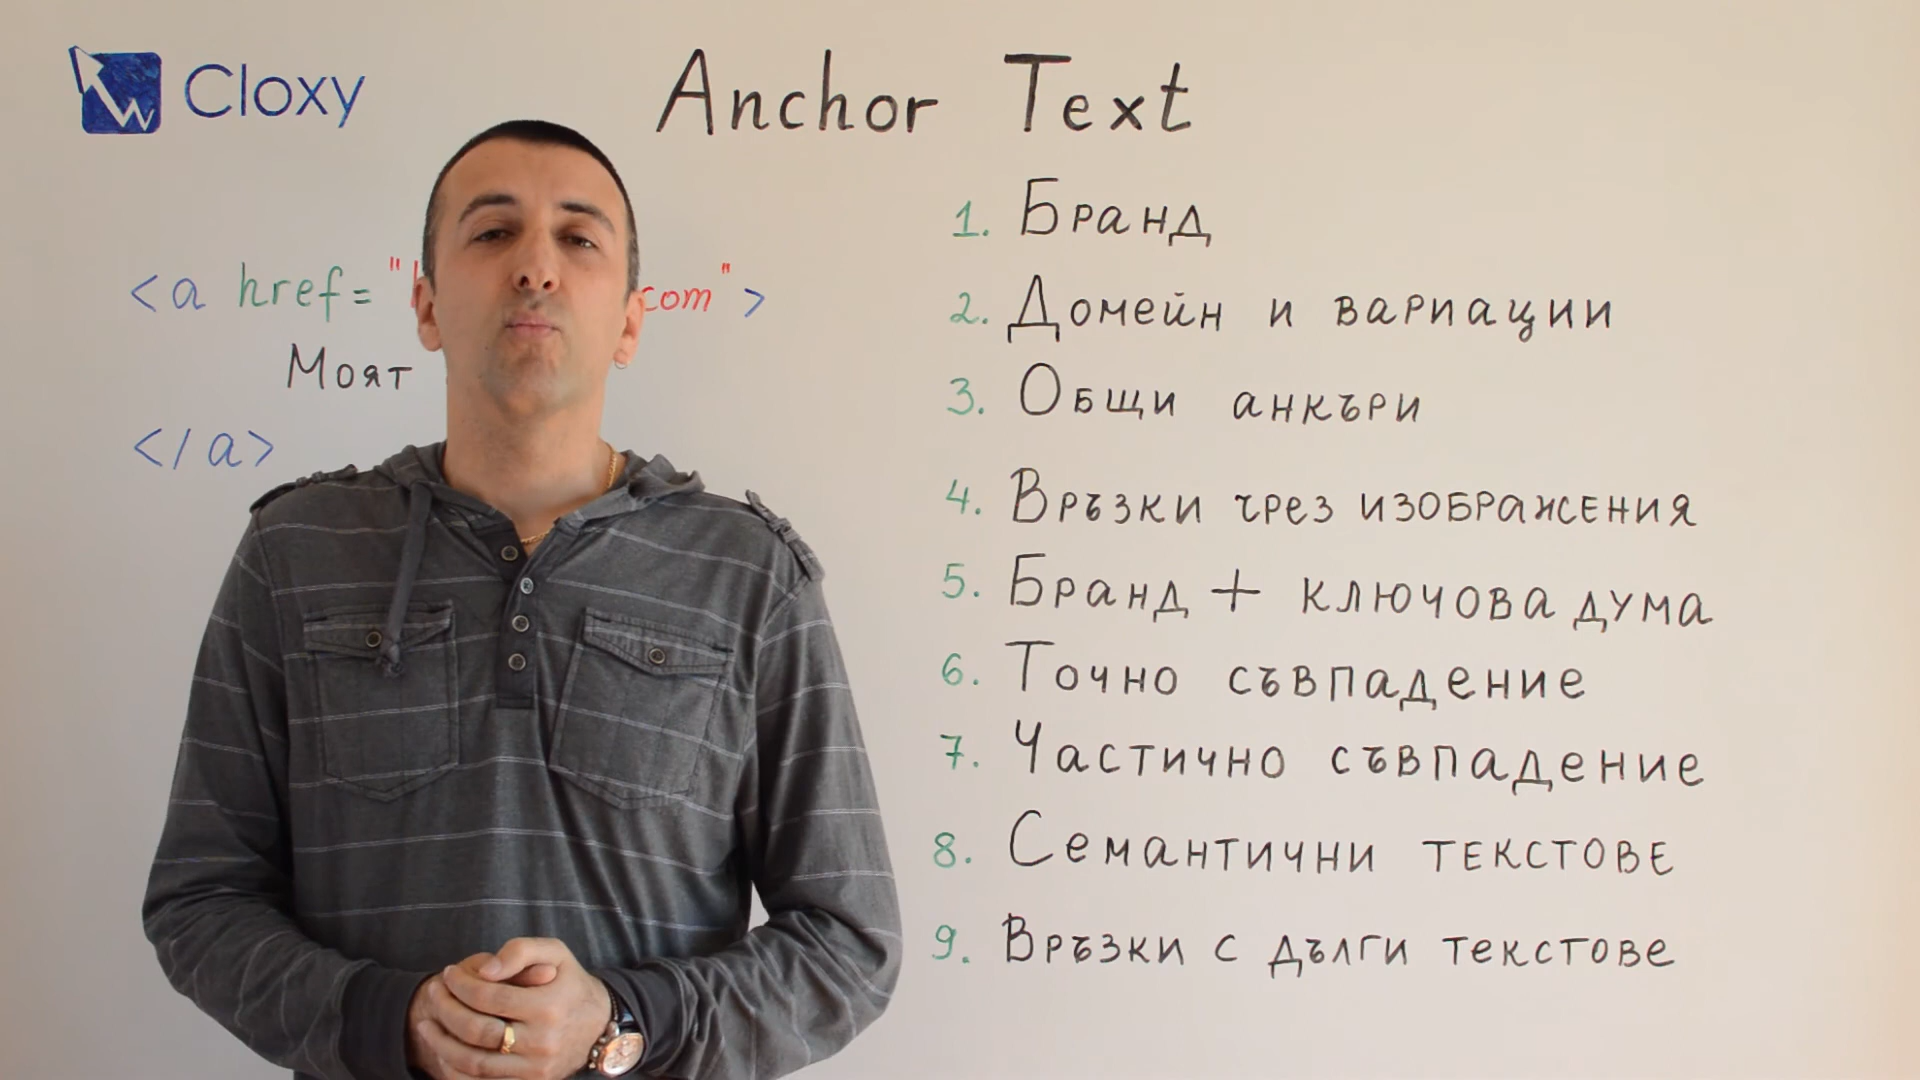 Cloxy
Anchor Text
<a href=" com">
Моят
</a>
1. Бранд
2. Домейн и вариации
3. Общи анкъри
4. Връзки чрез изображения
5. Бранд + ключова дума
6. Точно съвпадение
7. Частично съвпадение
8. Семантични текстове
9. Връзки с дълги текстове